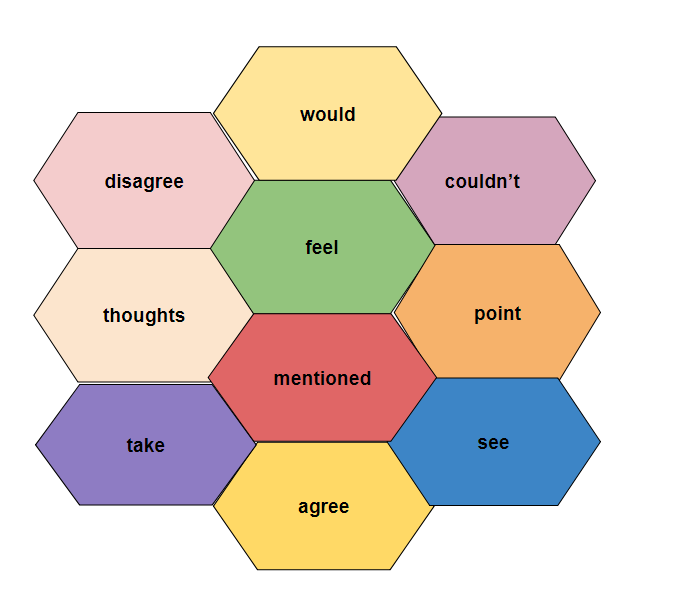 would
disagree
couldn’t
feel
thoughts
point
mentioned
take
see
agree